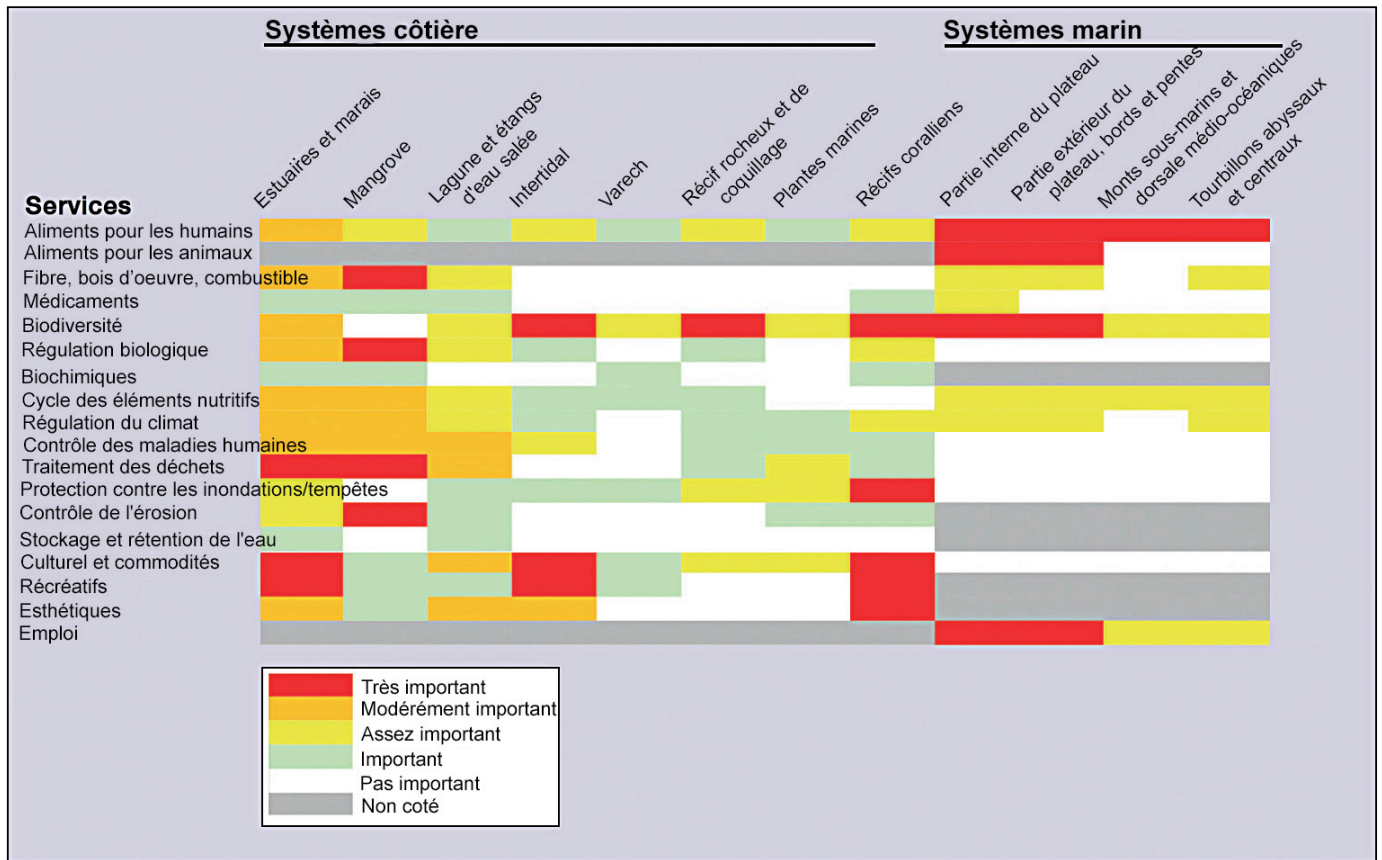 Systèmes côtière
Systèmes marin
Estuaiires et marais
Mangrove
Lagune et étangs
d'eau salée
Intertidal
Varech
Récif rocheux et de
coquillage
Plantes marines
Récifs coralliens
Partie interne du plateau
Partie extérieur du
plateau, bords et pentes
Monts sous-marins et
dorsale médio-océaniques
Tourbillons abyssaux
et centraux
Services
Aliments pour les humains
Aliments pour les animaux
Fibre, bois d'oeuvre, combustible
Médicaments
Biodiversité
Régulation biologique
Biochimiques
Cycle des éléments nutritifs
Régulation du climat
Contrôle des maladies humaines
Traitement des déchets
Protection contre les inondations/tempêtes
Contrôle de l'érosion
Stockage et rétention de l'eau
Culturel et commodités
Récréatifs
Esthétiques
Emploi
Très important
Modérément important
Assez important
Important
Pas important
Non coté